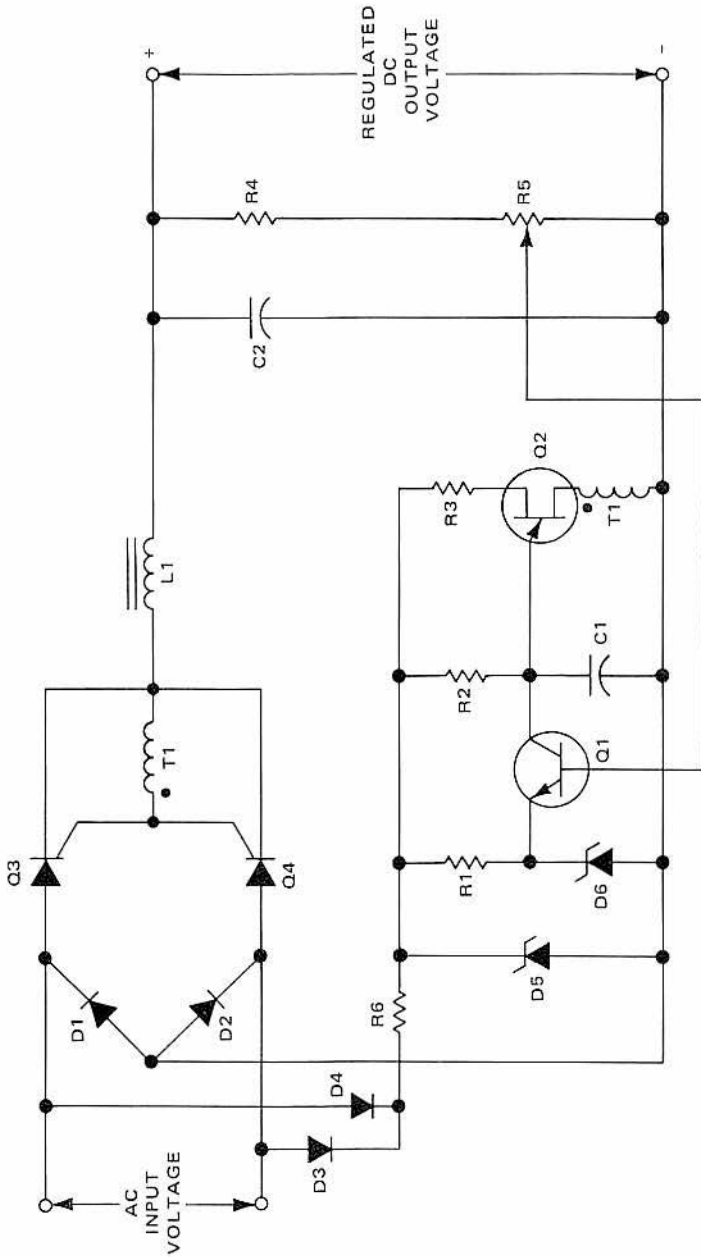 AC
INPUT
VOLTAGE
D1
D2
Q3
Q4
T1
L1
C2
R4
R5
REGULATED
DC
OUTPUT
VOLTAGE
+
-
D3
D4
R6
D5
R1
D6
Q1
R2
C1
R3
Q2
T1